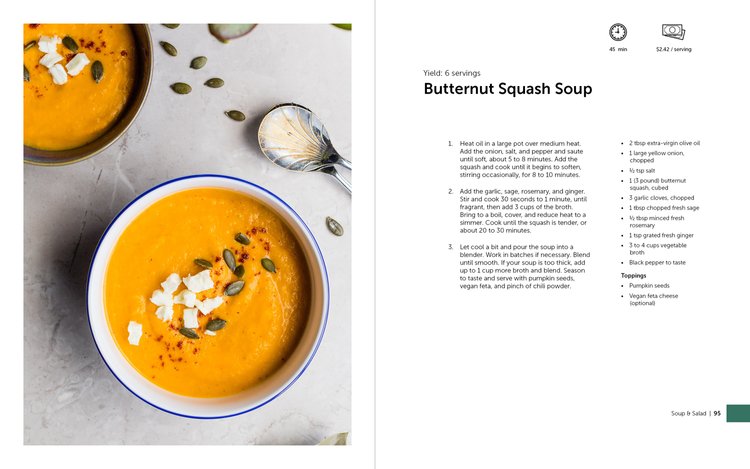 45 min
$2.42 / serving
Yield: 6 servings
Butternut Squash Soup
1. Heat oil in a large pot over medium heat.
Add the onion, salt, and pepper and saute
until soft, about 5 to 8 minutes. Add the
squash and cook until it begins to soften,
stirring occasionally, for 8 to 10 minutes.
2. Add the garlic, sage, rosemary, and ginger.
Stir and cook 30 seconds to 1 minute, until
fragrant, then add 3 cups of the broth.
Bring to a boil, cover, and reduce heat to a
simmer. Cook until the squash is tender, or
about 20 to 30 minutes.
3. Let cool a bit and pour the soup into a
blender. Work in batches if necessary. Blend
until smooth. If your soup is too thick, add
up to 1 cup more broth and blend. Season
to taste and serve with pumpkin seeds,
vegan feta, and pinch of chili powder.
• 2 tbsp extra-virgin olive oil
• 1 large yellow onion,
chopped
• ½ tsp salt
• 1 (3 pound) butternut
squash, cubed
• 3 garlic cloves, chopped
• 1 tbsp chopped fresh sage
• ½ tbsp minced fresh
rosemary
• 1 tsp grated fresh ginger
• 3 to 4 cups vegetable
broth
• Black pepper to taste
Toppings
• Pumpkin seeds
• Vegan feta cheese
(optional)
Soup & Salad | 95